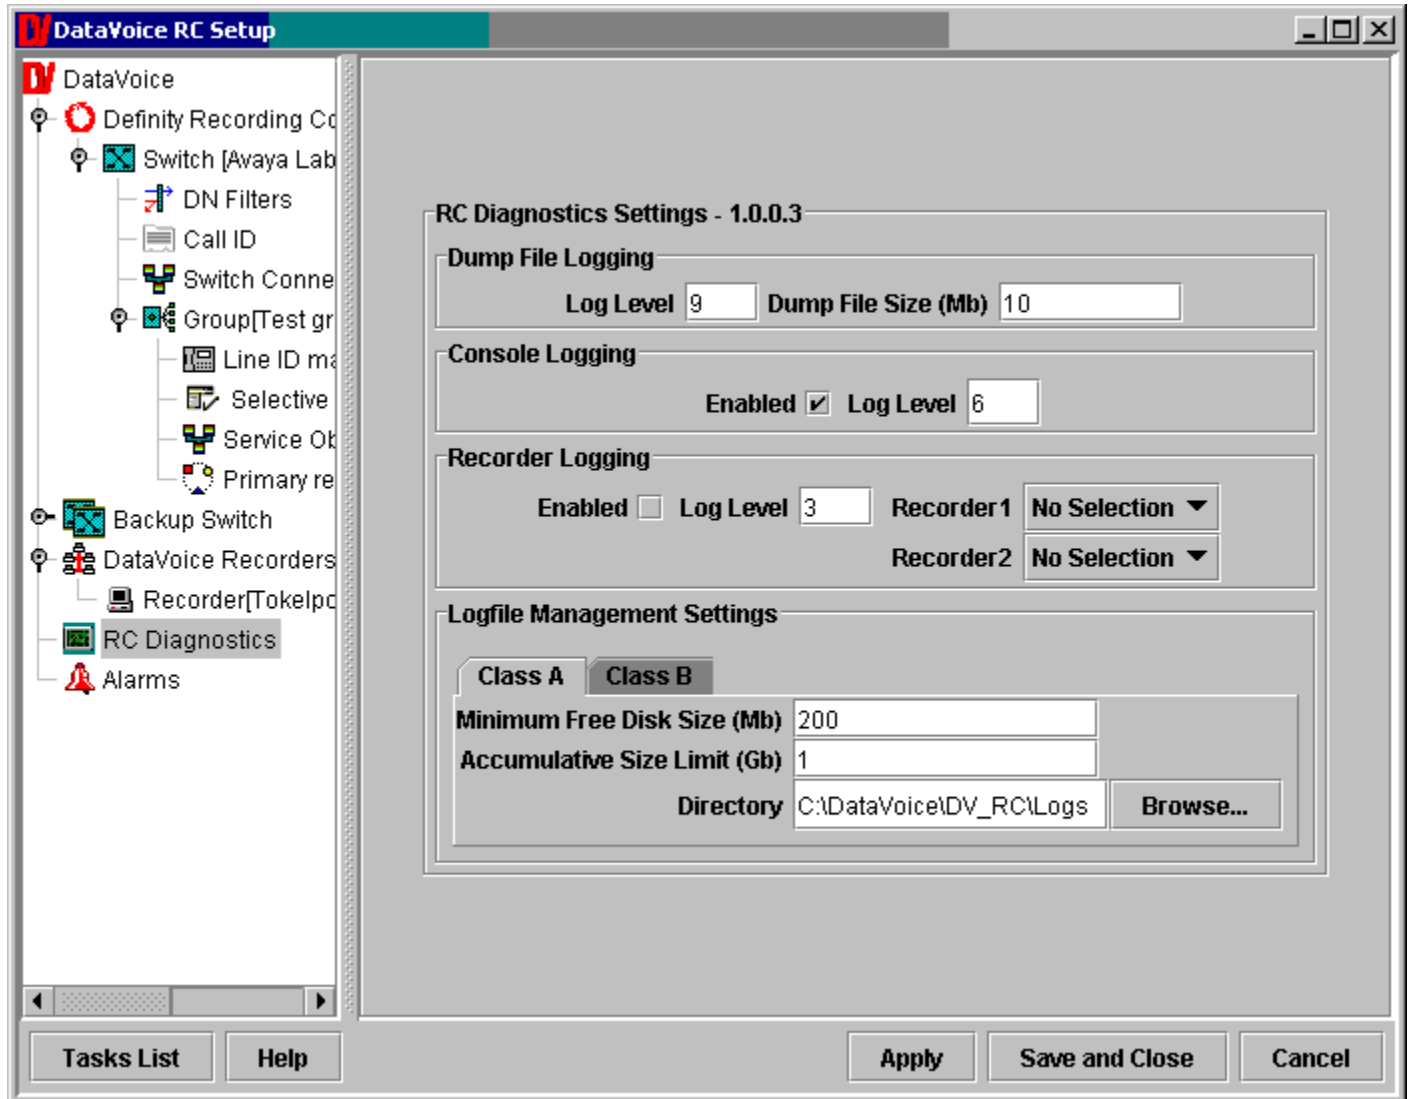 DataVoice RC Setup
DataVoice
Definity Recording Co
Switch [Avaya Lab
DN Filters
Call ID
Switch Conne
Group[Test gr
Line ID ma
Selective
Service Ob
Primary re
Backup Switch
DataVoice Recorders
Recorder[Tokelpc
RC Diagnostics
Alarms
RC Diagnostics Settings - 1.0.0.3
Dump File Logging
Log Level 9 Dump File Size (Mb) 10
Console Logging
Enabled Log Level 6
Recorder Logging
Enabled Log Level 3 Recorder1 No Selection
Recorder2 No Selection
Logfile Management Settings
Class A Class B
Minimum Free Disk Size (Mb) 200
Accumulative Size Limit (Gb) 1
Directory C:\DataVoice\DV_RC\Logs Browse...
Tasks List Help Apply Save and Close Cancel